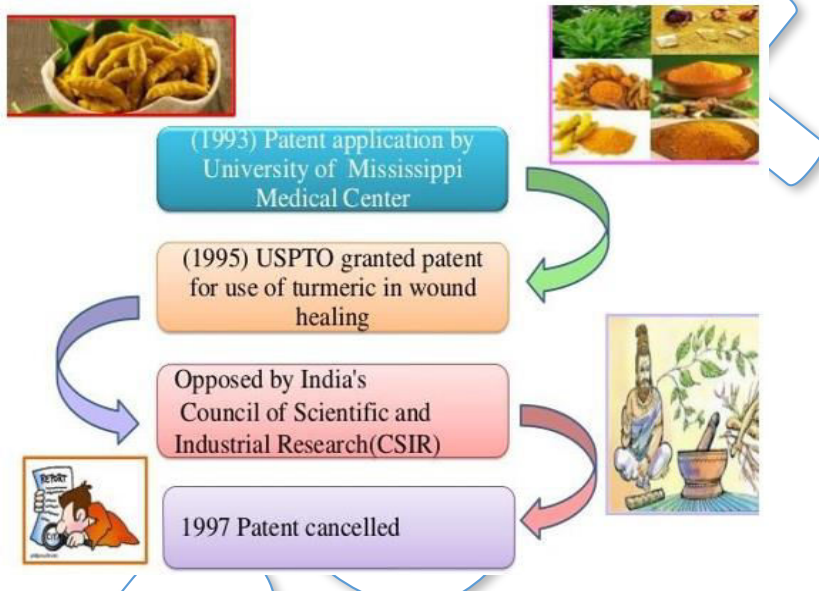 (1993) Patent application by
University of Mississippi
Medical Center
(1995) USPTO granted patent
for use of turmeric in wound
healing
Opposed by India's
Council of Scientific and
Industrial Research(CSIR)
REPORT
1997 Patent cancelled